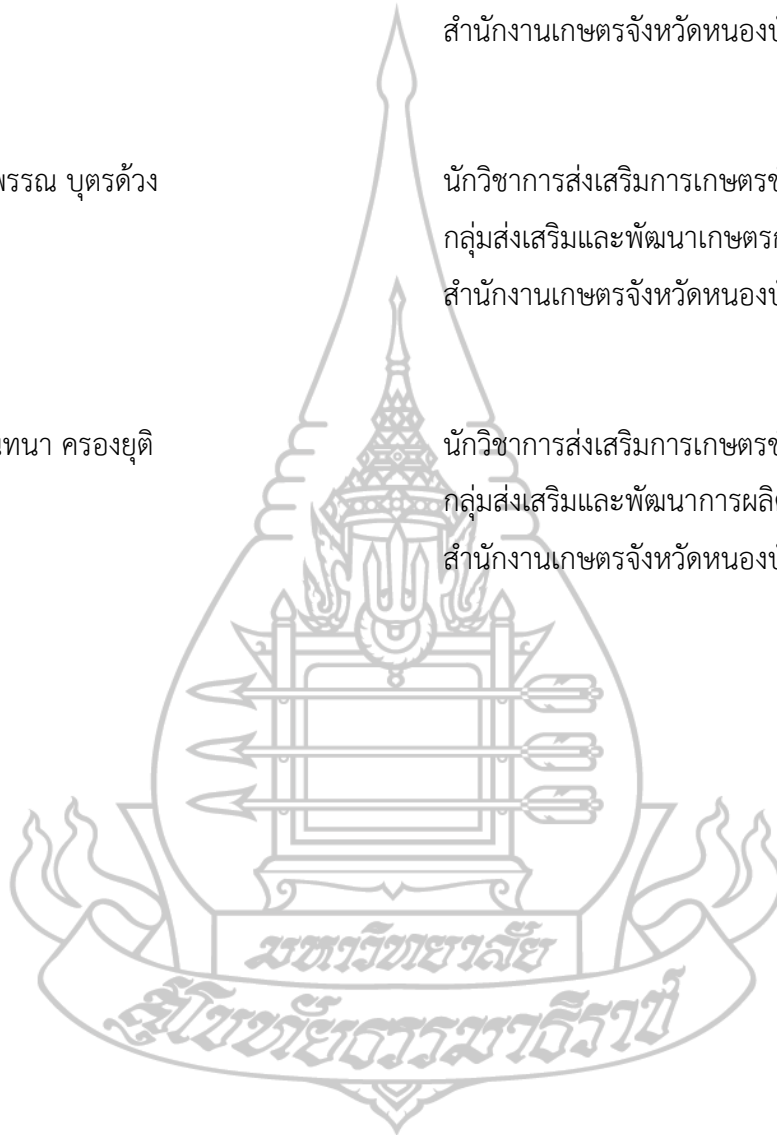 สำนักงานเกษตรจังหวัดหนองบ
พรรณ บุตรด้วง
นักวิชาการส่งเสริมการเกษตรช
กลุ่มส่งเสริมและพัฒนาเกษตรก
สำนักงานเกษตรจังหวัดหนองบ
ทนา ครองยุติ
นักวิชาการส่งเสริมการเกษตรช
กลุ่มส่งเสริมและพัฒนาการผลิ
สำนักงานเกษตรจังหวัดหนองบ
มหาวิทยาลัย
สุโขทัยธรรมาธิราช